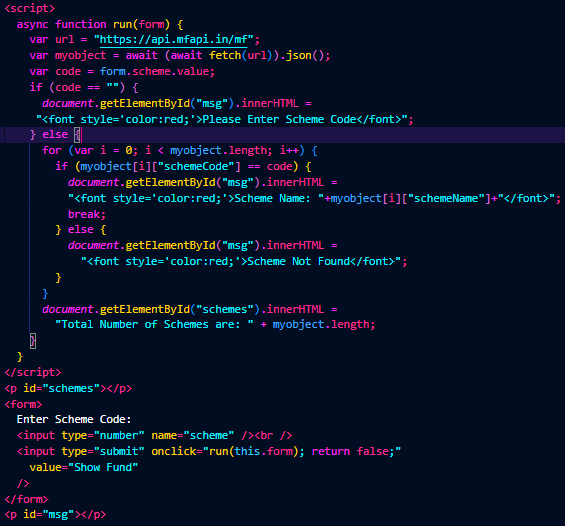 <script>
  async function run(form) {
    var url = "https://api.mfapi.in/mf";
    var myobject = await (await fetch(url)).json();
    var code = form.scheme.value;
    if (code == "") {
      document.getElementById("msg").innerHTML =
     "<font style='color:red;'>Please Enter Scheme Code</font>";
    } else {
      for (var i = 0; i < myobject.length; i++) {
        if (myobject[i]["schemeCode"] == code) {
          document.getElementById("msg").innerHTML =
          "<font style='color:red;'>Scheme Name: "+myobject[i]["schemeName"]+"</font>";
          break;
        } else {
          document.getElementById("msg").innerHTML =
            "<font style='color:red;'>Scheme Not Found</font>";
        }
      }
      document.getElementById("schemes").innerHTML =
        "Total Number of Schemes are: " + myobject.length;
    }
  }
</script>
<p id="schemes"></p>
<form>
  Enter Scheme Code:
  <input type="number" name="scheme" /><br />
  <input type="submit" onclick="run(this.form); return false;"
    value="Show Fund"
  />
</form>
<p id="msg"></p>